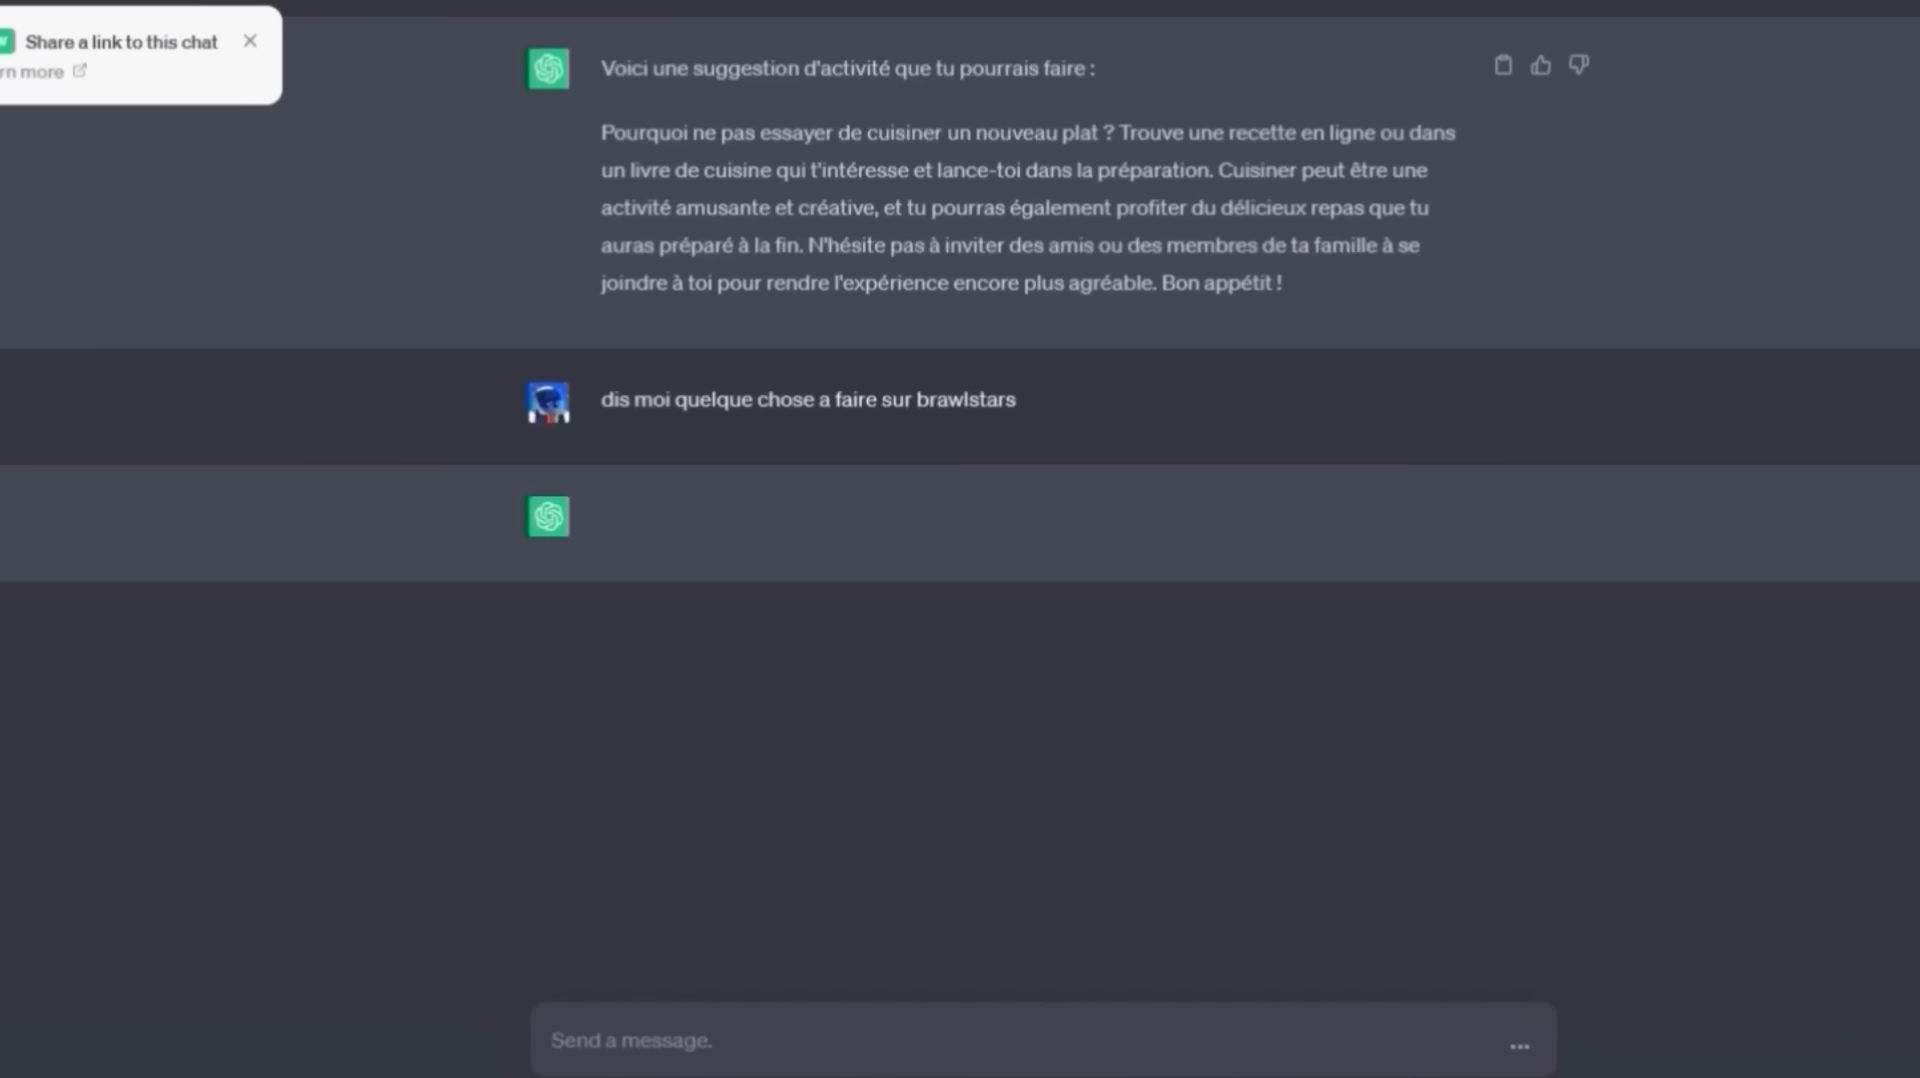 Share a link to this chat
rn more
Voici une suggestion d'activité que tu pourrais faire :
Pourquoi ne pas essayer de cuisiner un nouveau plat ? Trouve une recette en ligne ou dans
un livre de cuisine qui t'intéresse et lance-toi dans la préparation. Cuisiner peut être une
activité amusante et créative, et tu pourras également profiter du délicieux repas que tu
auras préparé à la fin. N'hésite pas à inviter des amis ou des membres de ta famille à se
joindre à toi pour rendre l'expérience encore plus agréable. Bon appétit !
dis moi quelque chose a faire sur brawlstars
Send a message.